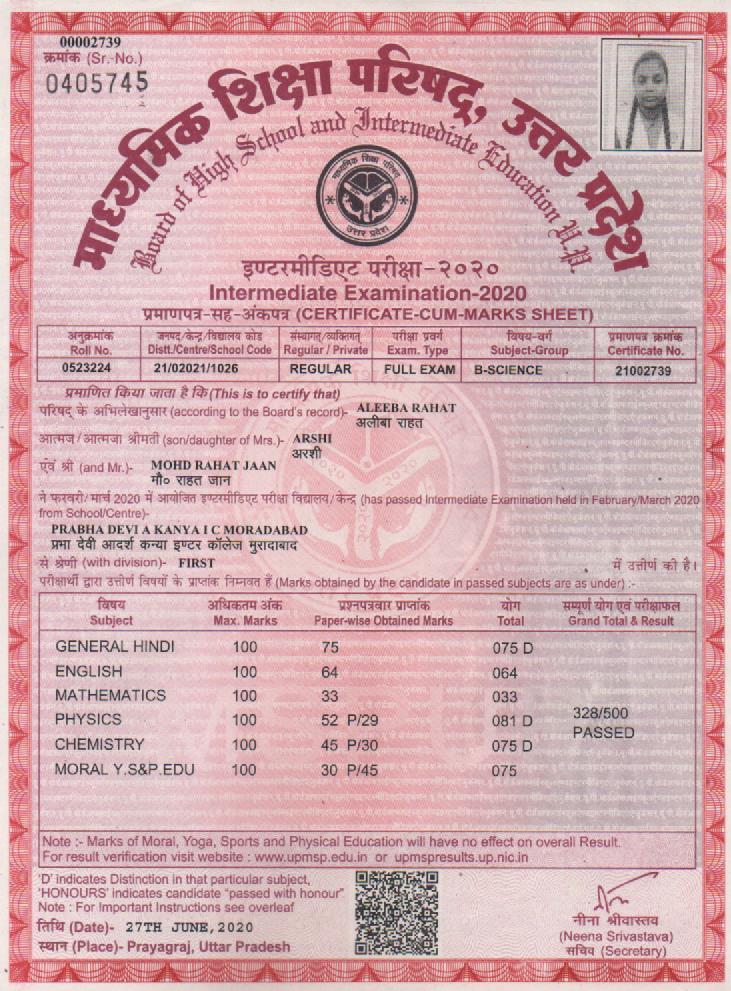 00002739
क्रमांक (Sr. No.)
0405745
माध्यमिक शिक्षा परिषद्, उत्तर प्रदेश
Board of High School and Intermediate Education U.P.
माध्यमिक शिक्षा परिषद
उत्तर प्रदेश
इण्टरमीडिएट परीक्षा-२०२०
Intermediate Examination-2020
प्रमाणपत्र-सह-अंकपत्र (CERTIFICATE-CUM-MARKS SHEET)
अनुक्रमांक जनपद/केन्द्र/विद्यालय कोड संस्थागत/व्यक्तिगत परीक्षा प्रवर्ग विषय-वर्ग प्रमाणपत्र क्रमांक
Roll No. Distt./Centre/School Code Regular / Private Exam. Type Subject-Group Certificate No.
0523224 21/02021/1026 REGULAR FULL EXAM B-SCIENCE 21002739
प्रमाणित किया जाता है कि (This is to certify that)
परिषद् के अभिलेखानुसार (according to the Board's record)- ALEEBA RAHAT
अलीबा राहत
आत्मज/आत्मजा श्रीमती (son/daughter of Mrs.)- ARSHI
अरशी
एवं श्री (and Mr.)- MOHD RAHAT JAAN
मौ० राहत जान
ने फरवरी/मार्च 2020 में आयोजित इण्टरमीडिएट परीक्षा विद्यालय/केन्द्र (has passed Intermediate Examination held in February/March 2020
from School/Centre)-
PRABHA DEVI A KANYA I C MORADABAD
प्रभा देवी आदर्श कन्या इण्टर कॉलेज मुरादाबाद
से श्रेणी (with division)- FIRST में उत्तीर्ण की है।
परीक्षार्थी द्वारा उत्तीर्ण विषयों के प्राप्तांक निम्नवत हैं (Marks obtained by the candidate in passed subjects are as under) :-
विषय अधिकतम अंक प्रश्नपत्रवार प्राप्तांक योग सम्पूर्ण योग एवं परीक्षाफल
Subject Max. Marks Paper-wise Obtained Marks Total Grand Total & Result
GENERAL HINDI 100 75 075 D
ENGLISH 100 64 064
MATHEMATICS 100 33 033
PHYSICS 100 52 P/29 081 D 328/500
CHEMISTRY 100 45 P/30 075 D PASSED
MORAL Y.S&P.EDU 100 30 P/45 075
Note :- Marks of Moral, Yoga, Sports and Physical Education will have no effect on overall Result.
For result verification visit website : www.upmsp.edu.in or upmspresults.up.nic.in
'D' indicates Distinction in that particular subject,
'HONOURS' indicates candidate "passed with honour"
Note : For Important Instructions see overleaf
तिथि (Date)- 27TH JUNE,2020
स्थान (Place)- Prayagraj, Uttar Pradesh
नीना श्रीवास्तव
(Neena Srivastava)
सचिव (Secretary)